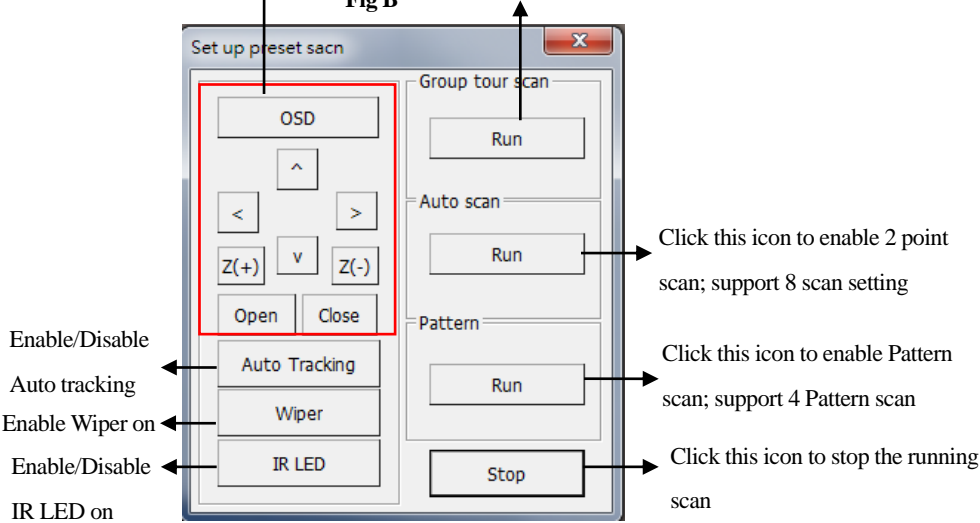 Fig B
Set up preset sacn
OSD
^
<
>
Z(+)
v
Z(-)
Open
Close
Auto Tracking
Wiper
IR LED
Group tour scan
Run
Auto scan
Run
Pattern
Run
Stop
Enable/Disable
Auto tracking
Enable Wiper on
Enable/Disable
IR LED on
Click this icon to enable 2 point
scan; support 8 scan setting
Click this icon to enable Pattern
scan; support 4 Pattern scan
Click this icon to stop the running
scan